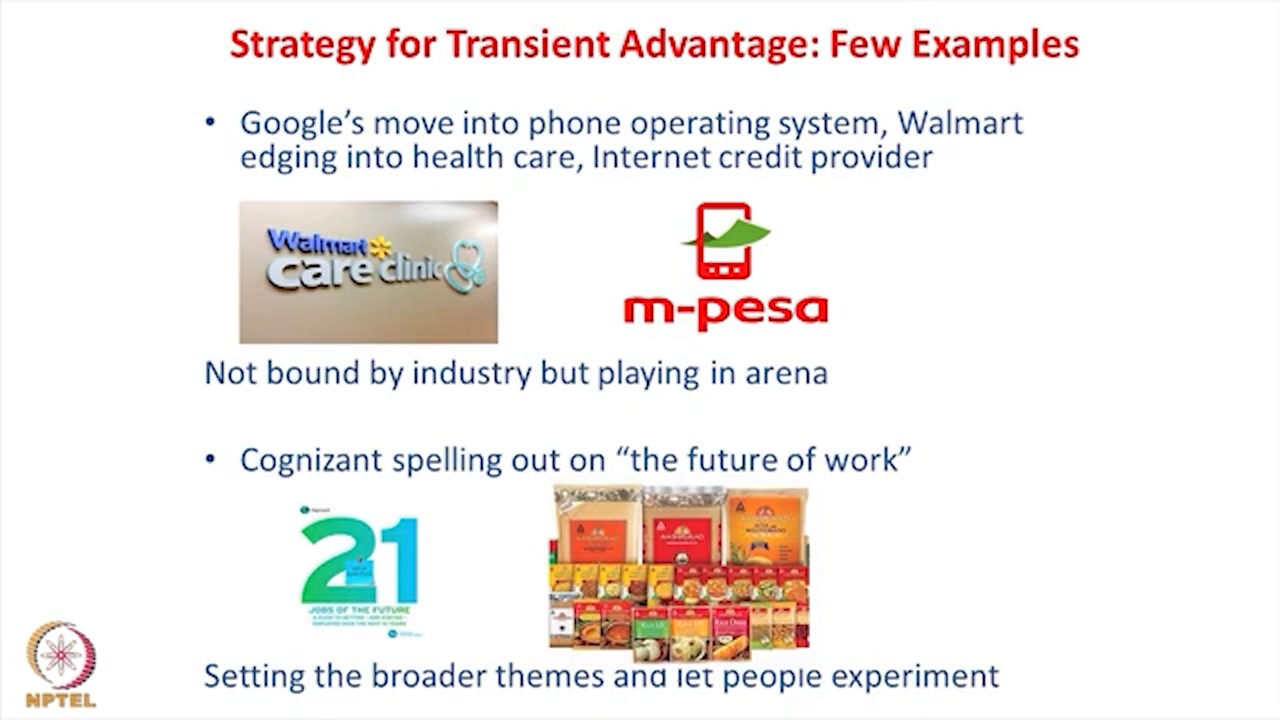 Strategy for Transient Advantage: Few Examples
• Google's move into phone operating system, Walmart
edging into health care, Internet credit provider
Walmart
care clinic
m-pesa
Not bound by industry but playing in arena
• Cognizant spelling out on “the future of work”
21
JOBS OF THE FUTURE
AASHIRVAAD
AASHIRVAAD
Setting the broader themes and let people experiment
NPTEL